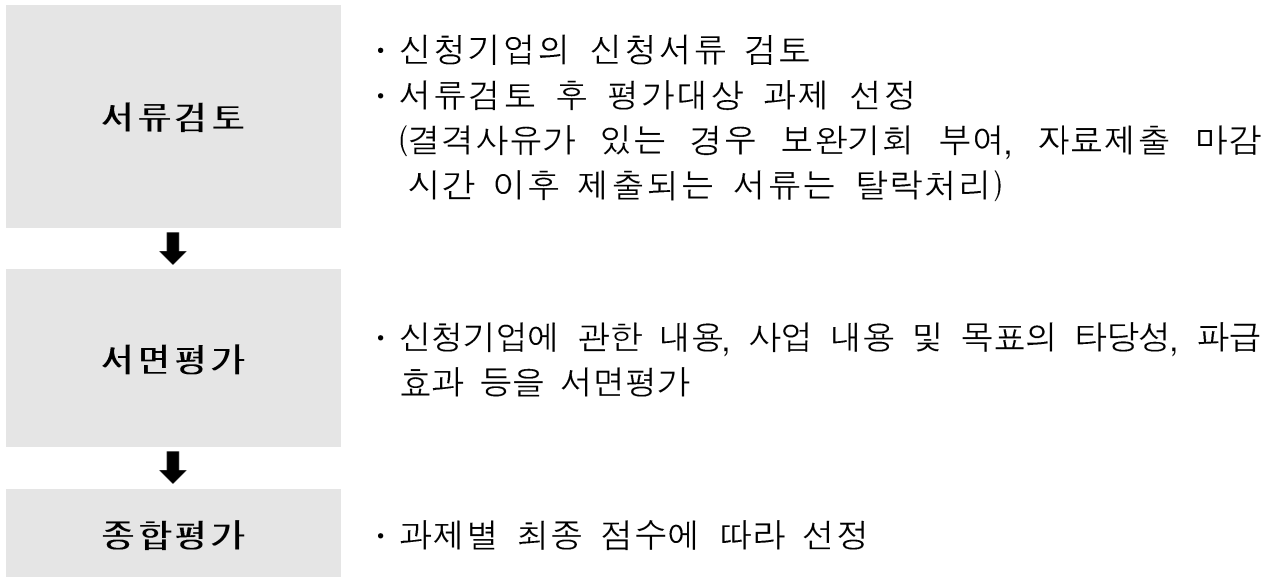 서류검토
· 신청기업의 신청서류 검토
· 서류검토 후 평가대상 과제 선정
(결격사유가 있는 경우 보완기회 부여, 자료제출 마감
시간 이후 제출되는 서류는 탈락처리)
서면평가
· 신청기업에 관한 내용, 사업 내용 및 목표의 타당성, 파급
효과 등을 서면평가
종합평가
· 과제별 최종 점수에 따라 선정